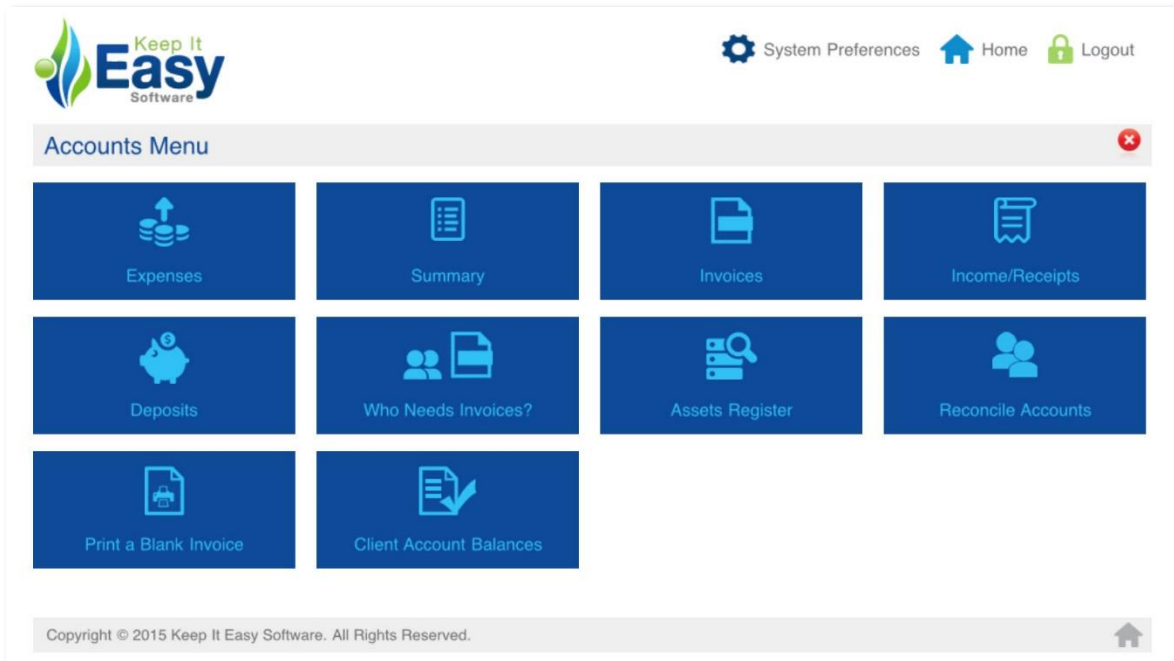 Keep It
Easy
Software
System Preferences Home Logout
Accounts Menu
Expenses Summary Invoices Income/Receipts
$
Deposits Who Needs Invoices? Assets Register Reconcile Accounts
Print a Blank Invoice Client Account Balances
Copyright © 2015 Keep It Easy Software. All Rights Reserved.